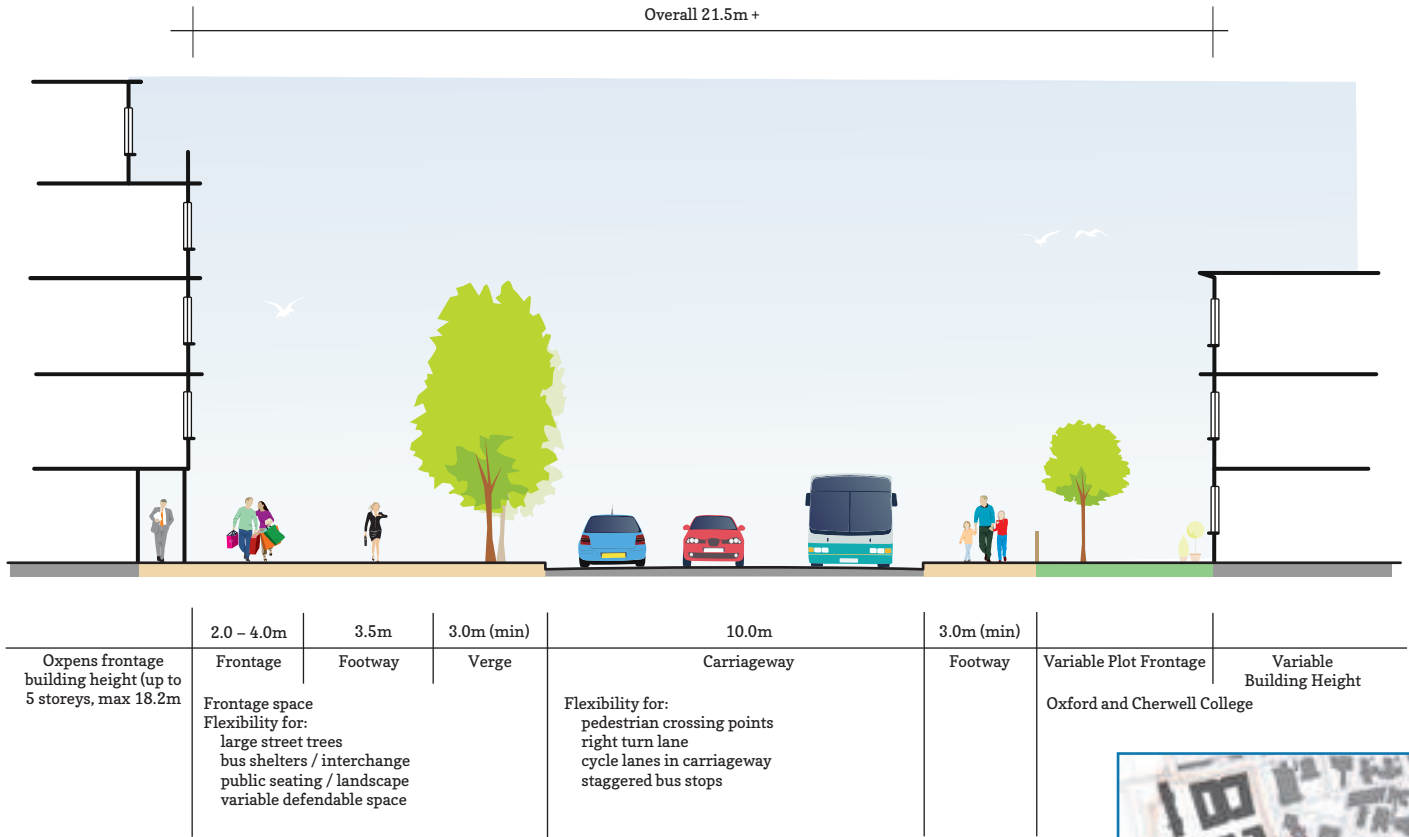 Overall 21.5m +
2.0 – 4.0m
3.5m
3.0m (min)
10.0m
3.0m (min)
Oxpens frontage
building height (up to
5 storeys, max 18.2m
Frontage
Footway
Verge
Carriageway
Footway
Variable Plot Frontage
Variable
Building Height
Frontage space
Flexibility for:
large street trees
bus shelters / interchange
public seating / landscape
variable defendable space
Flexibility for:
pedestrian crossing points
right turn lane
cycle lanes in carriageway
staggered bus stops
Oxford and Cherwell College